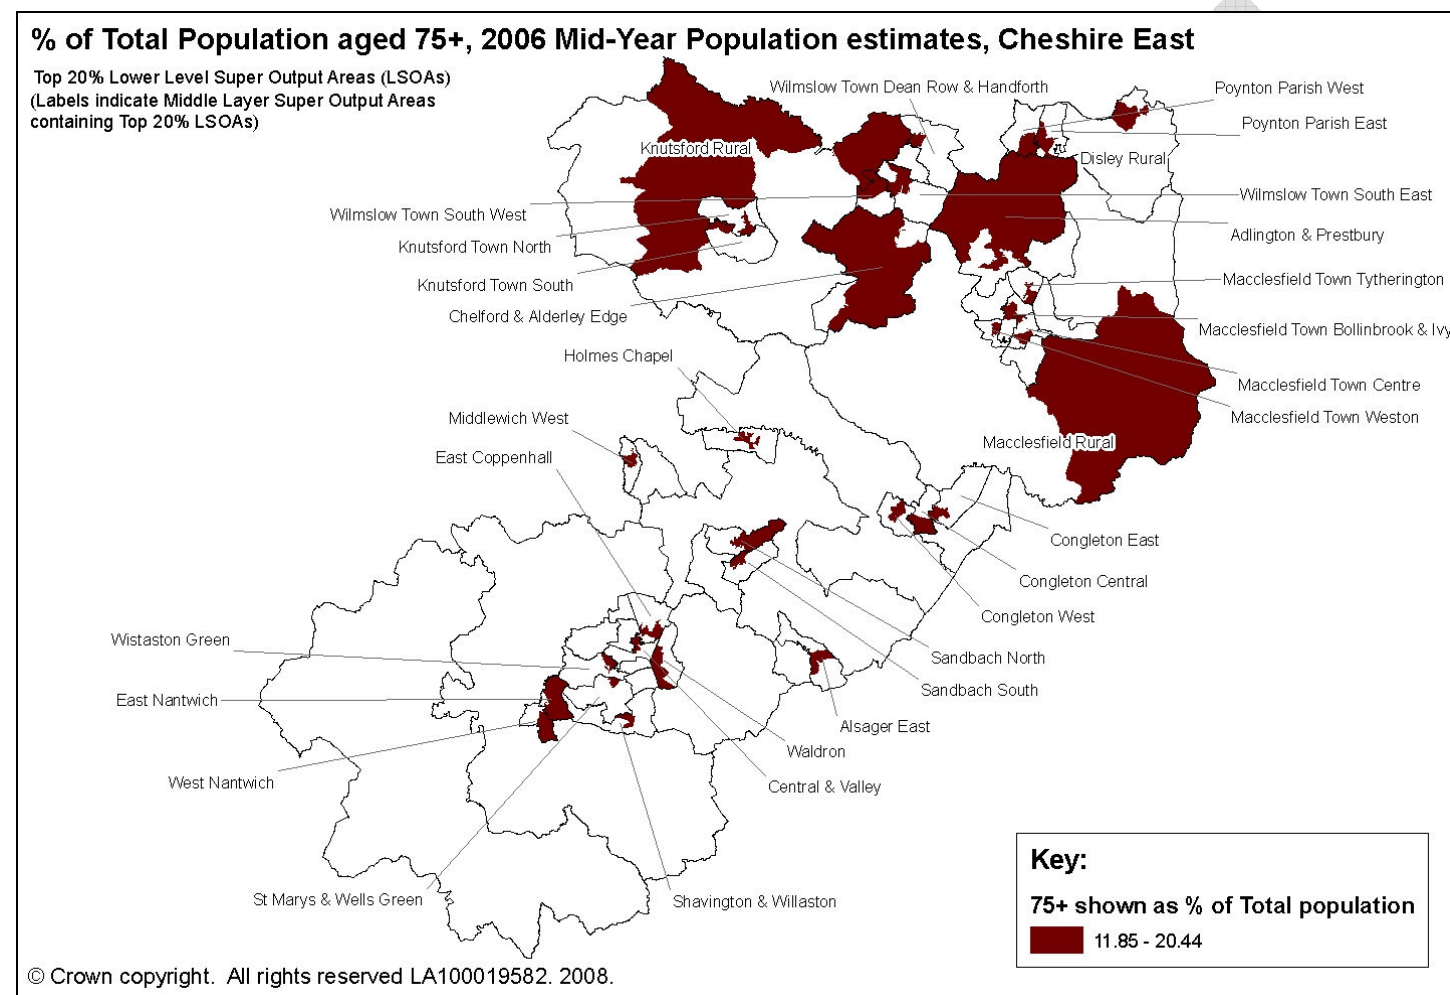 % of Total Population aged 75+, 2006 Mid-Year Population estimates, Cheshire East
Top 20% Lower Level Super Output Areas (LSOAs)
(Labels indicate Middle Layer Super Output Areas
containing Top 20% LSOAs)
Wilmslow Town Dean Row & Handforth
Poynton Parish West
Poynton Parish East
Knutsford Rural
Disley Rural
Wilmslow Town South East
Wilmslow Town South West
Adlington & Prestbury
Knutsford Town North
Knutsford Town South
Macclesfield Town Tytherington
Chelford & Alderley Edge
Macclesfield Town Bollinbrook & Ivy
Holmes Chapel
Macclesfield Town Centre
Middlewich West
Macclesfield Town Weston
Macclesfield Rural
East Coppenhall
Congleton East
Congleton Central
Congleton West
Wistaston Green
Sandbach North
Sandbach South
East Nantwich
Alsager East
Waldron
West Nantwich
Central & Valley
St Marys & Wells Green
Shavington & Willaston
Key:
75+ shown as % of Total population
11.85 - 20.44
© Crown copyright. All rights reserved LA100019582. 2008.